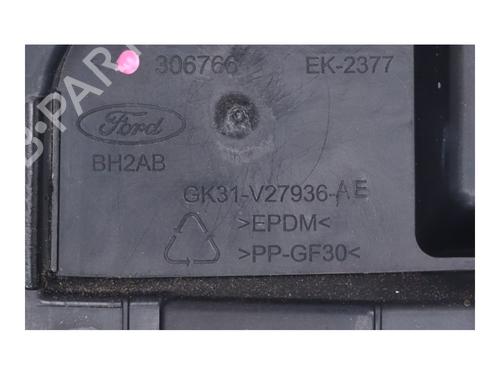 306766 EK-2377
Ford
BH2AB
GK31-V27936-AE
>EPDM<
>PP-GF30<